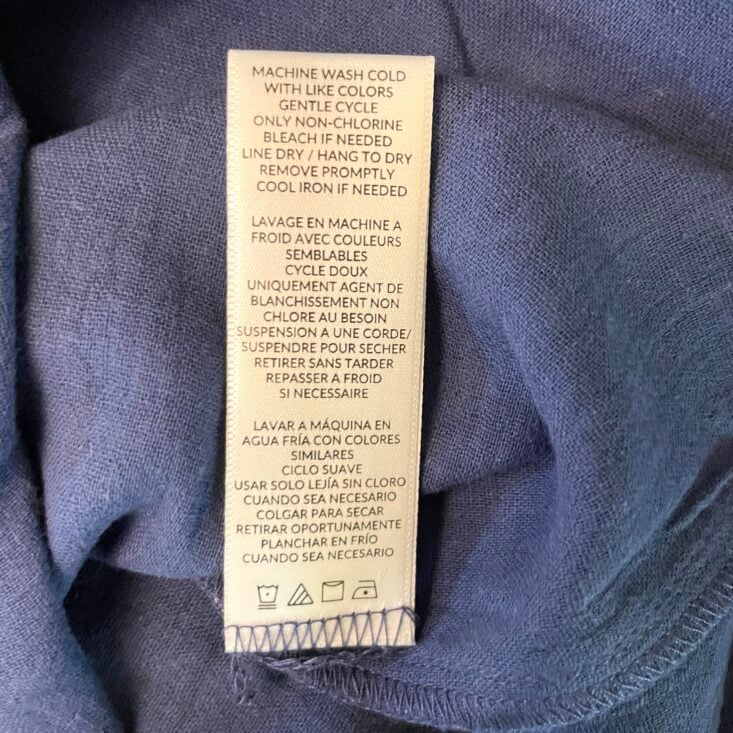 MACHINE WASH COLD
WITH LIKE COLORS
GENTLE CYCLE
ONLY NON-CHLORINE
BLEACH IF NEEDED
LINE DRY / HANG TO DRY
REMOVE PROMPTLY
COOL IRON IF NEEDED
LAVAGE EN MACHINE A
FROID AVEC COULEURS
SEMBLABLES
CYCLE DOUX
UNIQUEMENT AGENT DE
BLANCHISSEMENT NON
CHLORE AU BESOIN
SUSPENSION A UNE CORDE/
SUSPENDRE POUR SECHER
RETIRER SANS TARDER
REPASSER A FROID
SI NECESSAIRE
LAVAR A MÁQUINA EN
AGUA FRÍA CON COLORES
SIMILARES
CICLO SUAVE
USAR SOLO LEJÍA SIN CLORO
CUANDO SEA NECESARIO
COLGAR PARA SECAR
RETIRAR OPORTUNAMENTE
PLANCHAR EN FRÍO
CUANDO SEA NECESARIO